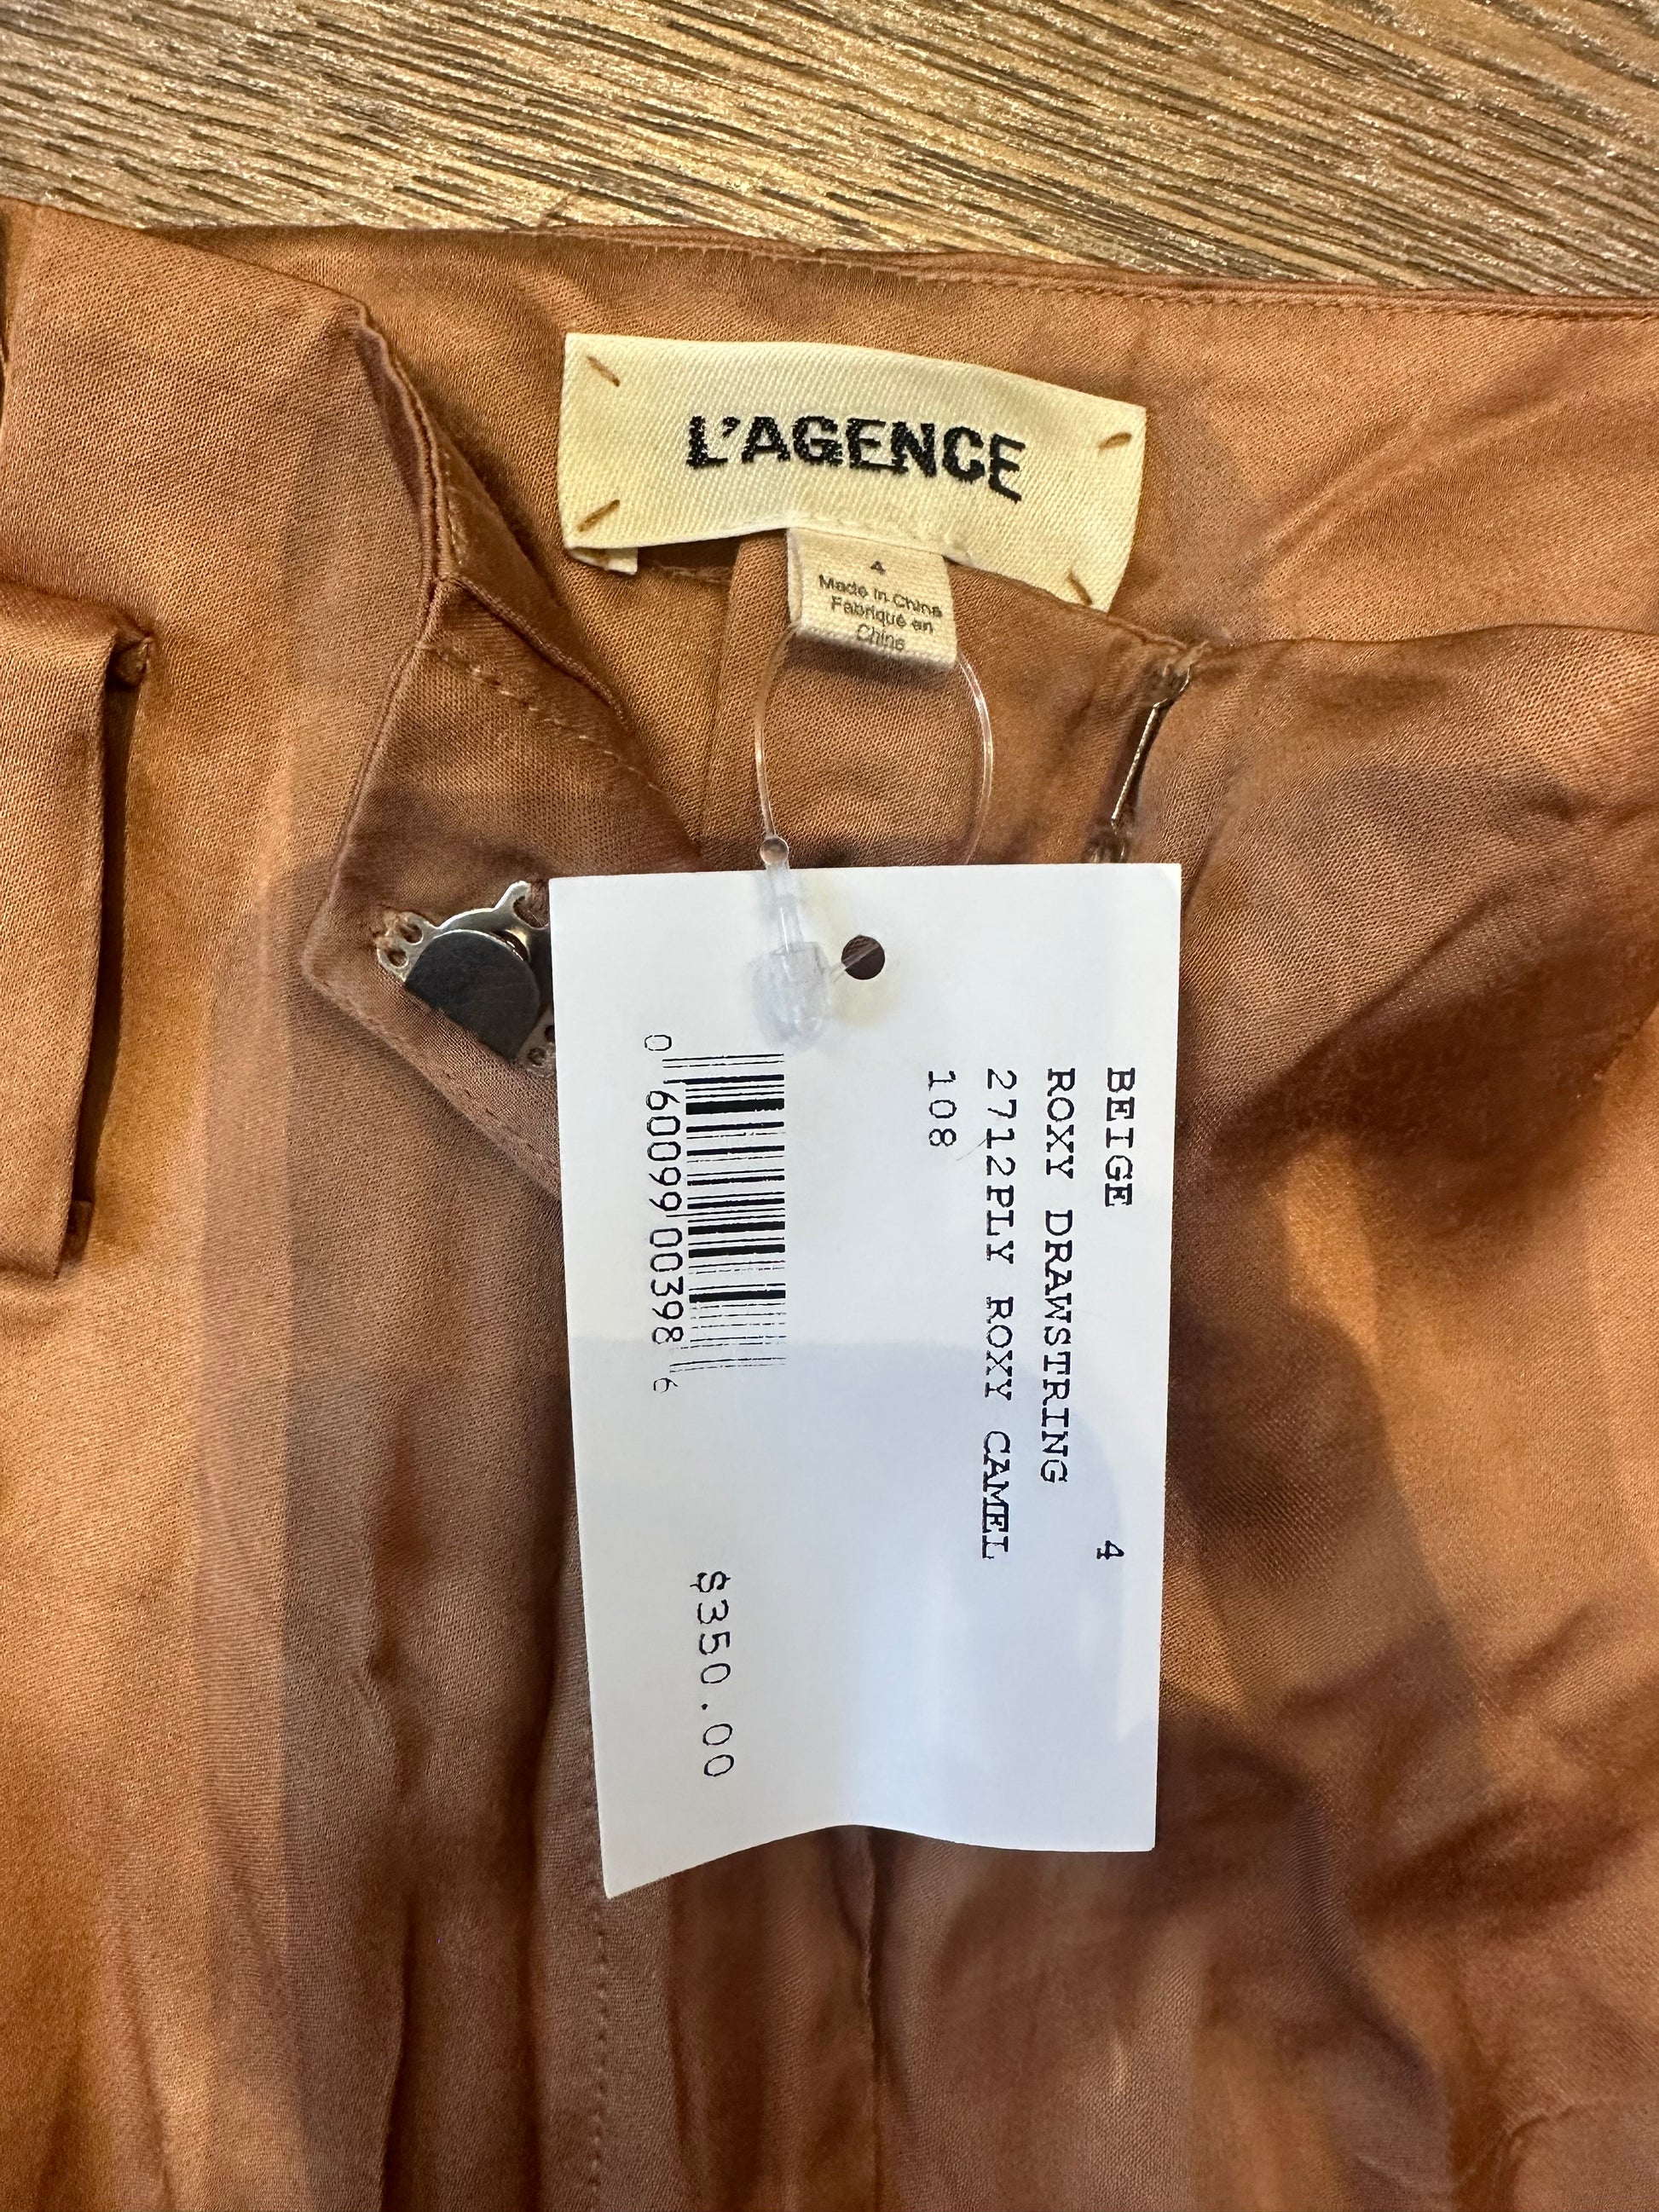 L'AGENCE
4
Made in China
Fabriqué en
Chine
BEIGE 4
ROXY DRAWSTRING
2712PLY ROXY CAMEL
108
0 60099 00398 6
$350.00